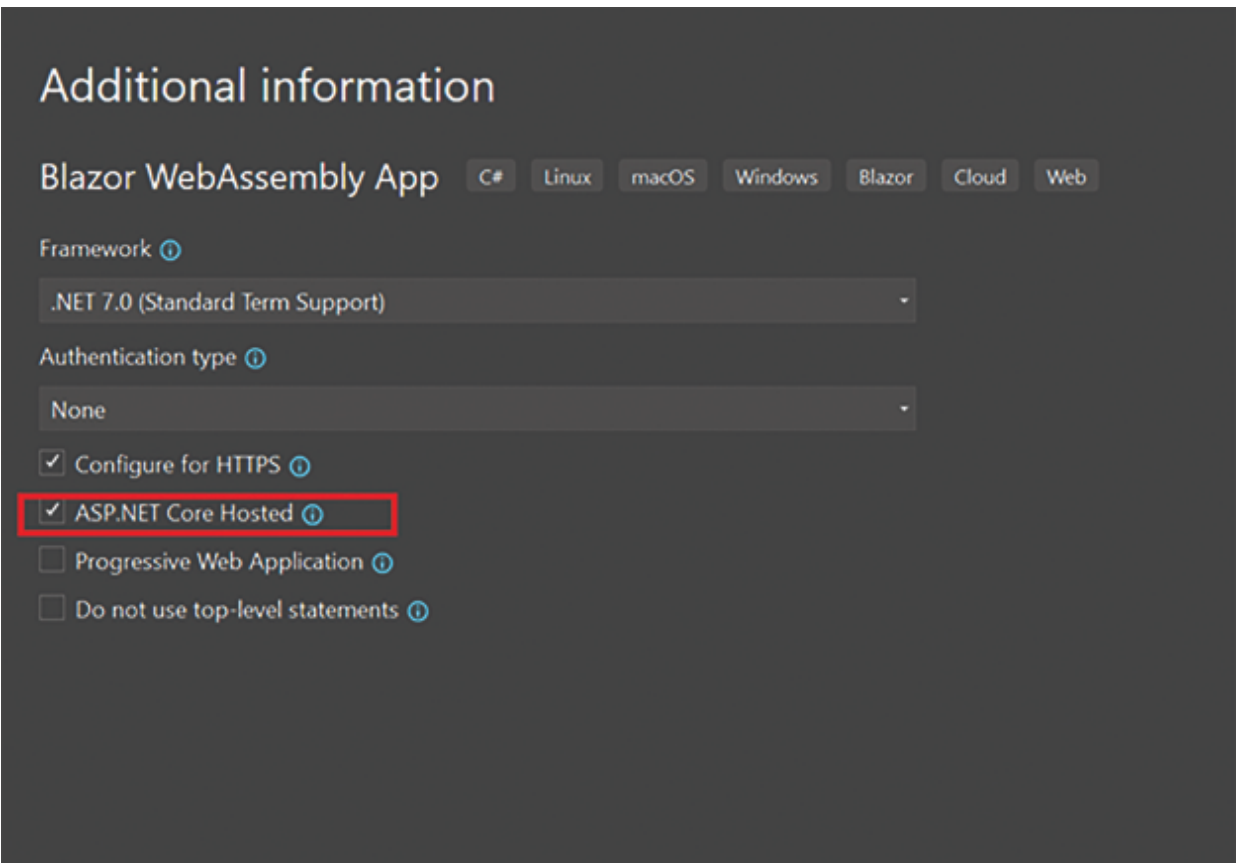 Additional information
Blazor WebAssembly App C# Linux macOS Windows Blazor Cloud Web
Framework
.NET 7.0 (Standard Term Support)
Authentication type
None
Configure for HTTPS
ASP.NET Core Hosted
Progressive Web Application
Do not use top-level statements